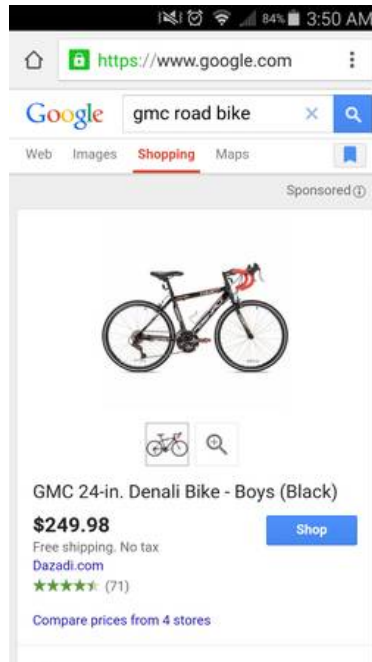 84% 3:50 AM
https://www.google.com
Google gmc road bike
Web Images Shopping Maps
Sponsored
GMC 24-in. Denali Bike - Boys (Black)
$249.98
Shop
Free shipping. No tax
Dazadi.com
(71)
Compare prices from 4 stores